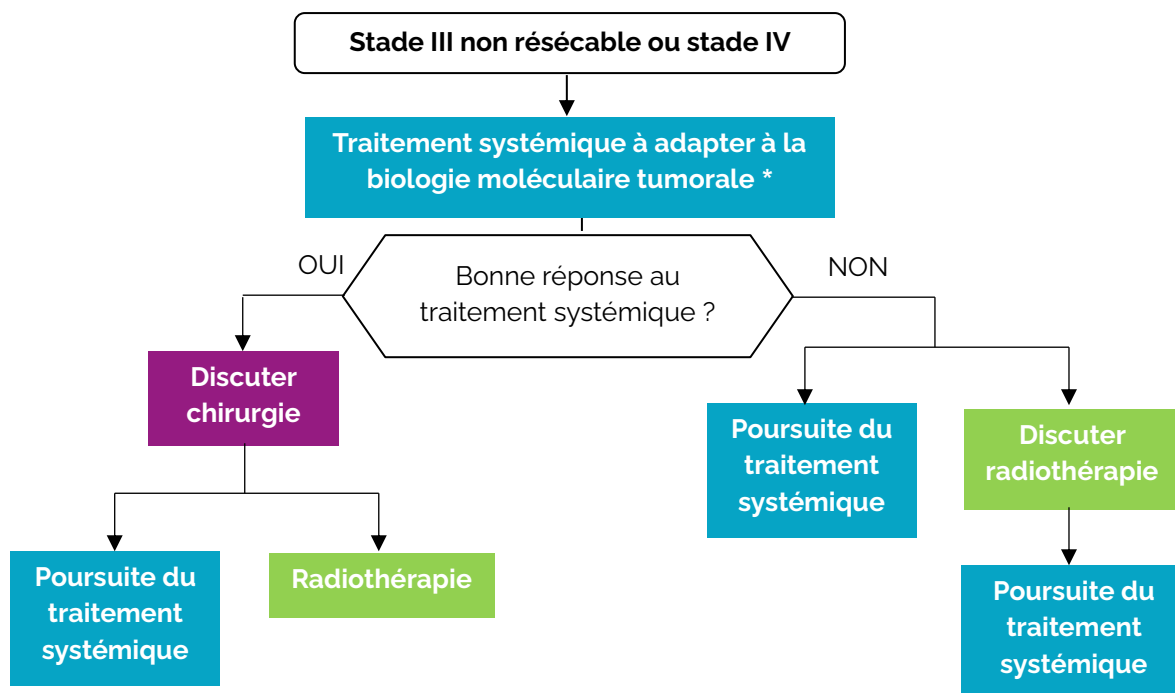 Stade III non résécable ou stade IV
Traitement systémique à adapter à la
biologie moléculaire tumorale *
OUI
Bonne réponse au
traitement systémique ?
NON
Discuter
chirurgie
Poursuite du
traitement
systémique
Discuter
radiothérapie
Poursuite du
traitement
systémique
Radiothérapie
Poursuite du
traitement
systémique